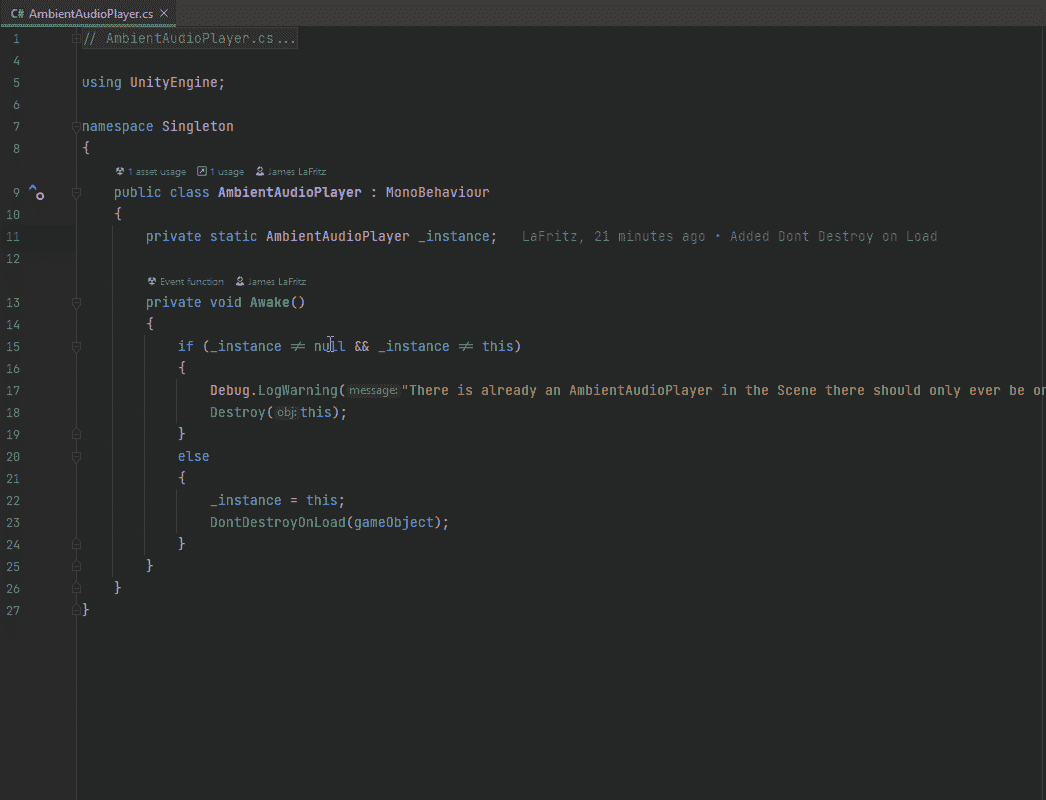 C# AmbientAudioPlayer.cs ×
1 // AmbientAudioPlayer.cs...
4
5 using UnityEngine;
6
7 namespace Singleton
8 {
1 asset usage 1 usage James LaFritz
9 public class AmbientAudioPlayer : MonoBehaviour
10 {
11 private static AmbientAudioPlayer _instance; LaFritz, 21 minutes ago • Added Dont Destroy on Load
12
Event function James LaFritz
13 private void Awake()
14 {
15 if (_instance ≠ null && _instance ≠ this)
16 {
17 Debug.LogWarning(message: "There is already an AmbientAudioPlayer in the Scene there should only ever be
18 Destroy(obj: this);
19 }
20 else
21 {
22 _instance = this;
23 DontDestroyOnLoad(gameObject);
24 }
25 }
26 }
27 }